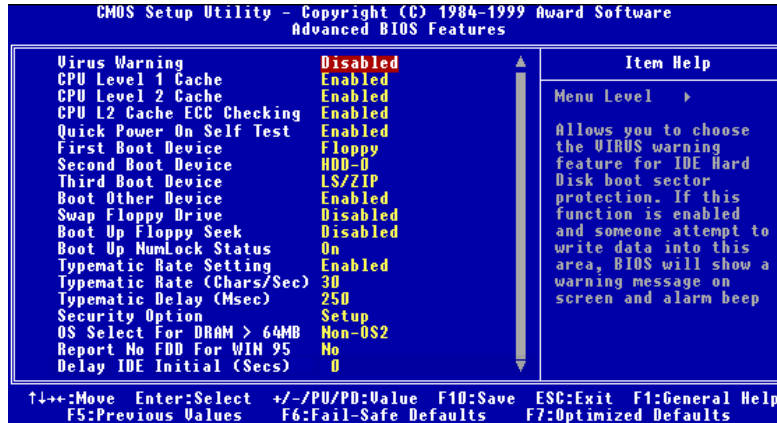 CMOS Setup Utility - Copyright (C) 1984-1999 Award Software
Advanced BIOS Features
Virus Warning Disabled
CPU Level 1 Cache Enabled
CPU Level 2 Cache Enabled
CPU L2 Cache ECC Checking Enabled
Quick Power On Self Test Enabled
First Boot Device Floppy
Second Boot Device HDD-0
Third Boot Device LS/ZIP
Boot Other Device Enabled
Swap Floppy Drive Disabled
Boot Up Floppy Seek Disabled
Boot Up NumLock Status On
Typematic Rate Setting Enabled
Typematic Rate (Chars/Sec) 30
Typematic Delay (Msec) 250
Security Option Setup
OS Select For DRAM > 64MB Non-OS2
Report No FDD For WIN 95 No
Delay IDE Initial (Secs) 0
Item Help
Menu Level ▸
Allows you to choose
the VIRUS warning
feature for IDE Hard
Disk boot sector
protection. If this
function is enabled
and someone attempt to
write data into this
area, BIOS will show a
warning message on
screen and alarm beep
↑↓→←:Move Enter:Select +/-/PU/PD:Value F10:Save ESC:Exit F1:General Help
F5:Previous Values F6:Fail-Safe Defaults F7:Optimized Defaults